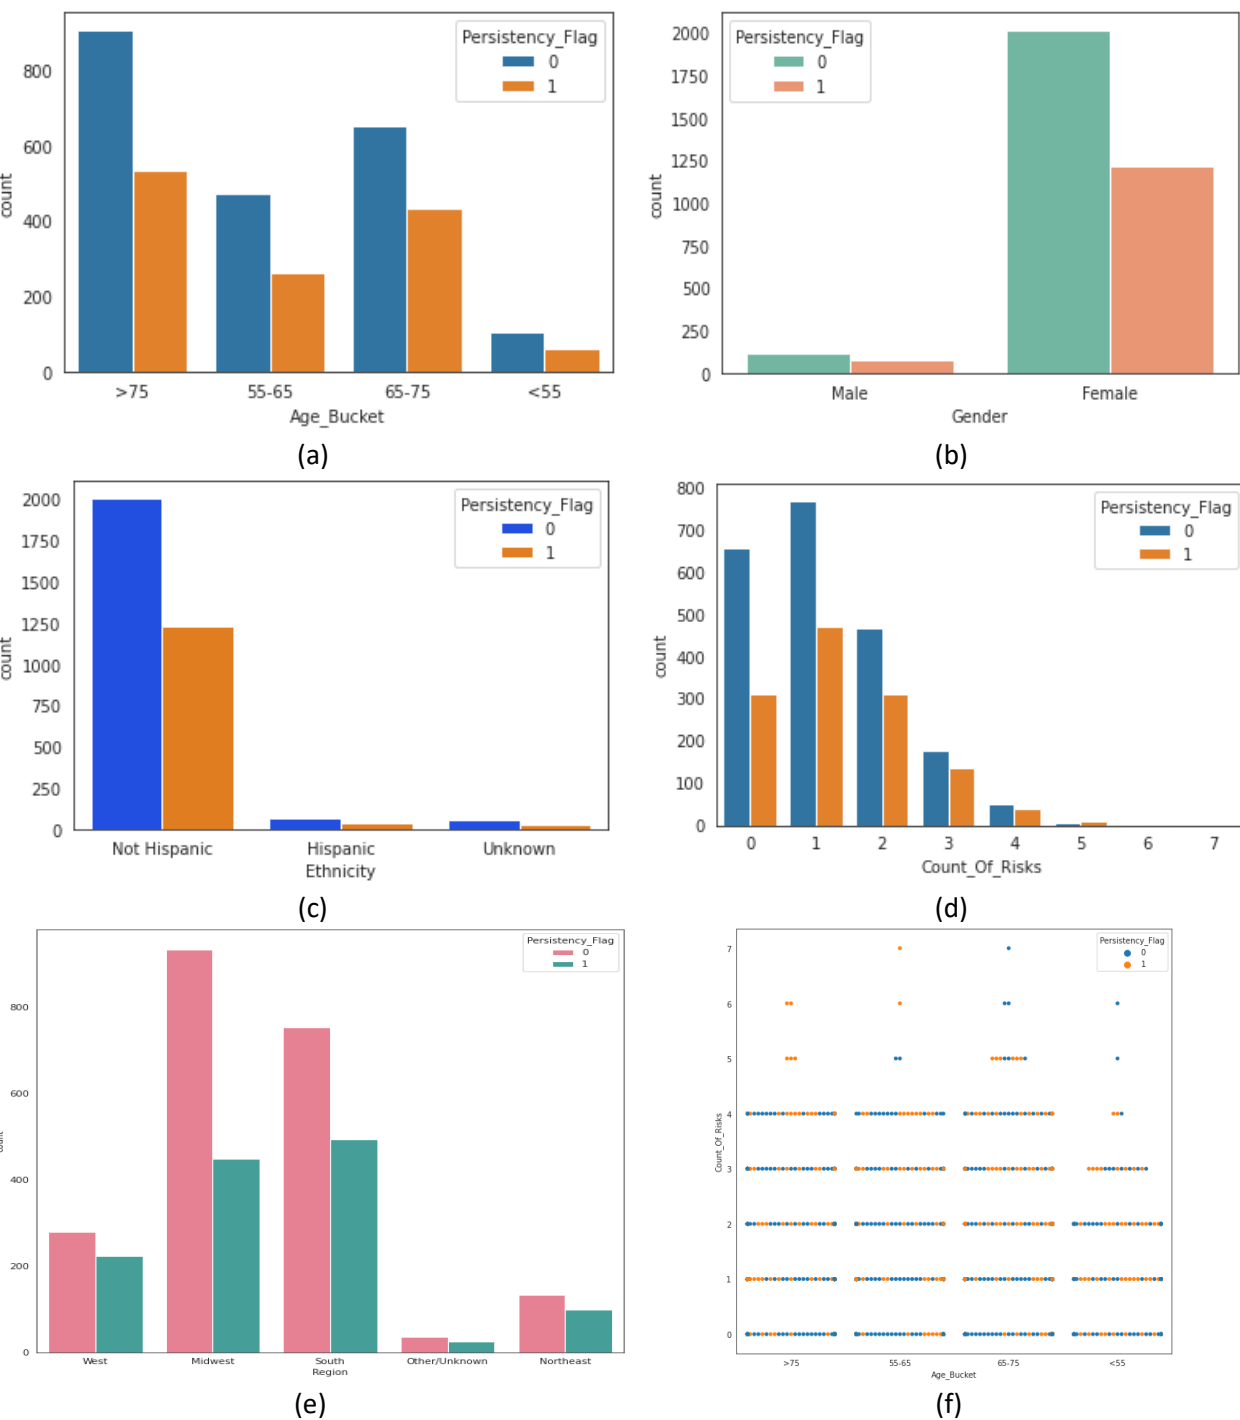 Persistency_Flag
0
1
800
600
400
200
0
count
>75
55-65
65-75
<55
Age_Bucket
(a)
Persistency_Flag
0
1
2000
1750
1500
1250
1000
750
500
250
0
count
Male
Female
Gender
(b)
Persistency_Flag
0
1
2000
1750
1500
1250
1000
750
500
250
0
count
Not Hispanic
Hispanic
Unknown
Ethnicity
(c)
Persistency_Flag
0
1
800
700
600
500
400
300
200
100
0
count
0
1
2
3
4
5
6
7
Count_Of_Risks
(d)
Persistency_Flag
0
1
800
600
400
200
0
count
West
Midwest
South
Other/Unknown
Northeast
Region
(e)
Persistency_Flag
0
1
7
6
5
4
3
2
1
0
Count_Of_Risks
>75
55-65
65-75
<55
Age_Bucket
(f)